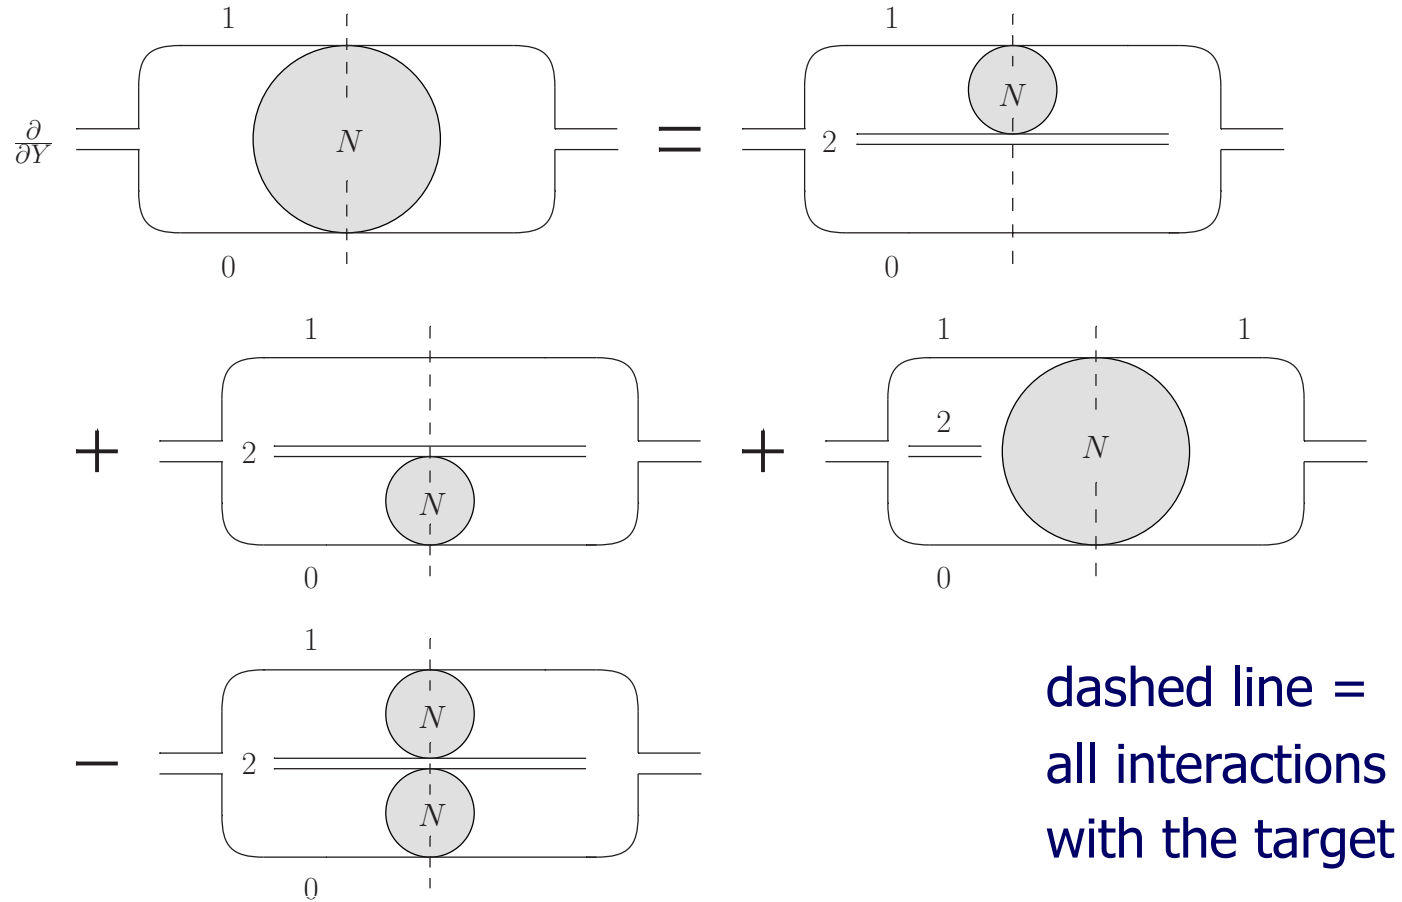 1
1
∂/∂Y
N
=
N
2
0
0
+
1
2
N
0
+
1
1
2
N
0
−
1
N
2
N
0
dashed line =
all interactions
with the target